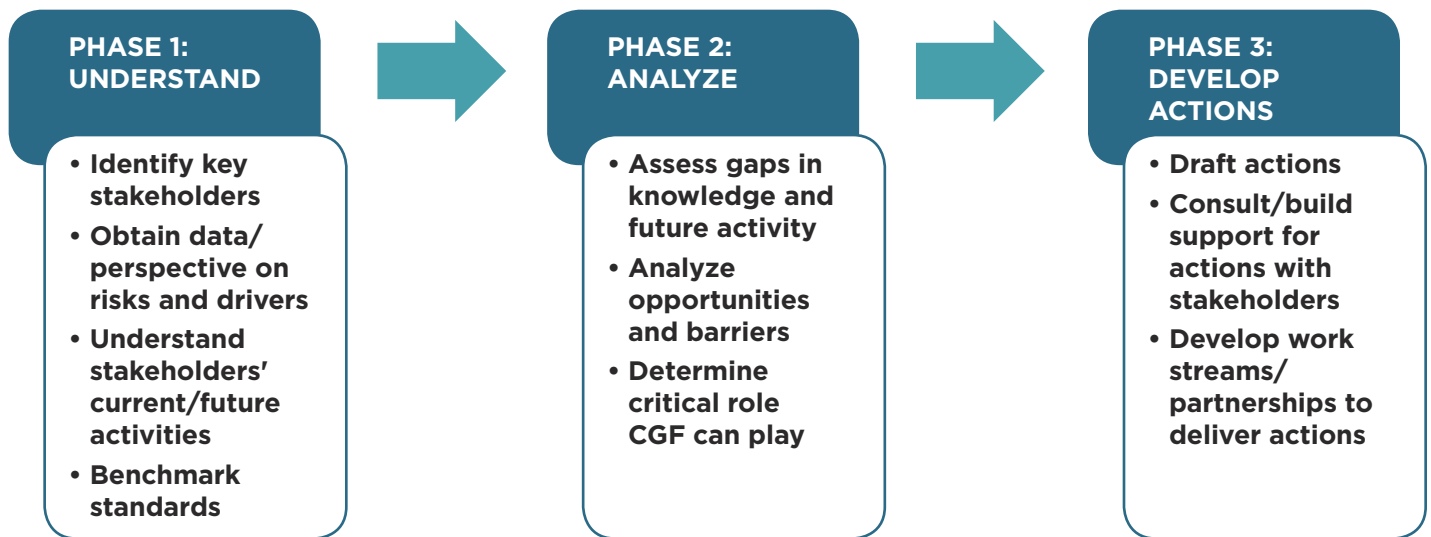 PHASE 1:
UNDERSTAND
• Identify key
stakeholders
• Obtain data/
perspective on
risks and drivers
• Understand
stakeholders'
current/future
activities
• Benchmark
standards
PHASE 2:
ANALYZE
• Assess gaps in
knowledge and
future activity
• Analyze
opportunities
and barriers
• Determine
critical role
CGF can play
PHASE 3:
DEVELOP
ACTIONS
• Draft actions
• Consult/build
support for
actions with
stakeholders
• Develop work
streams/
partnerships to
deliver actions